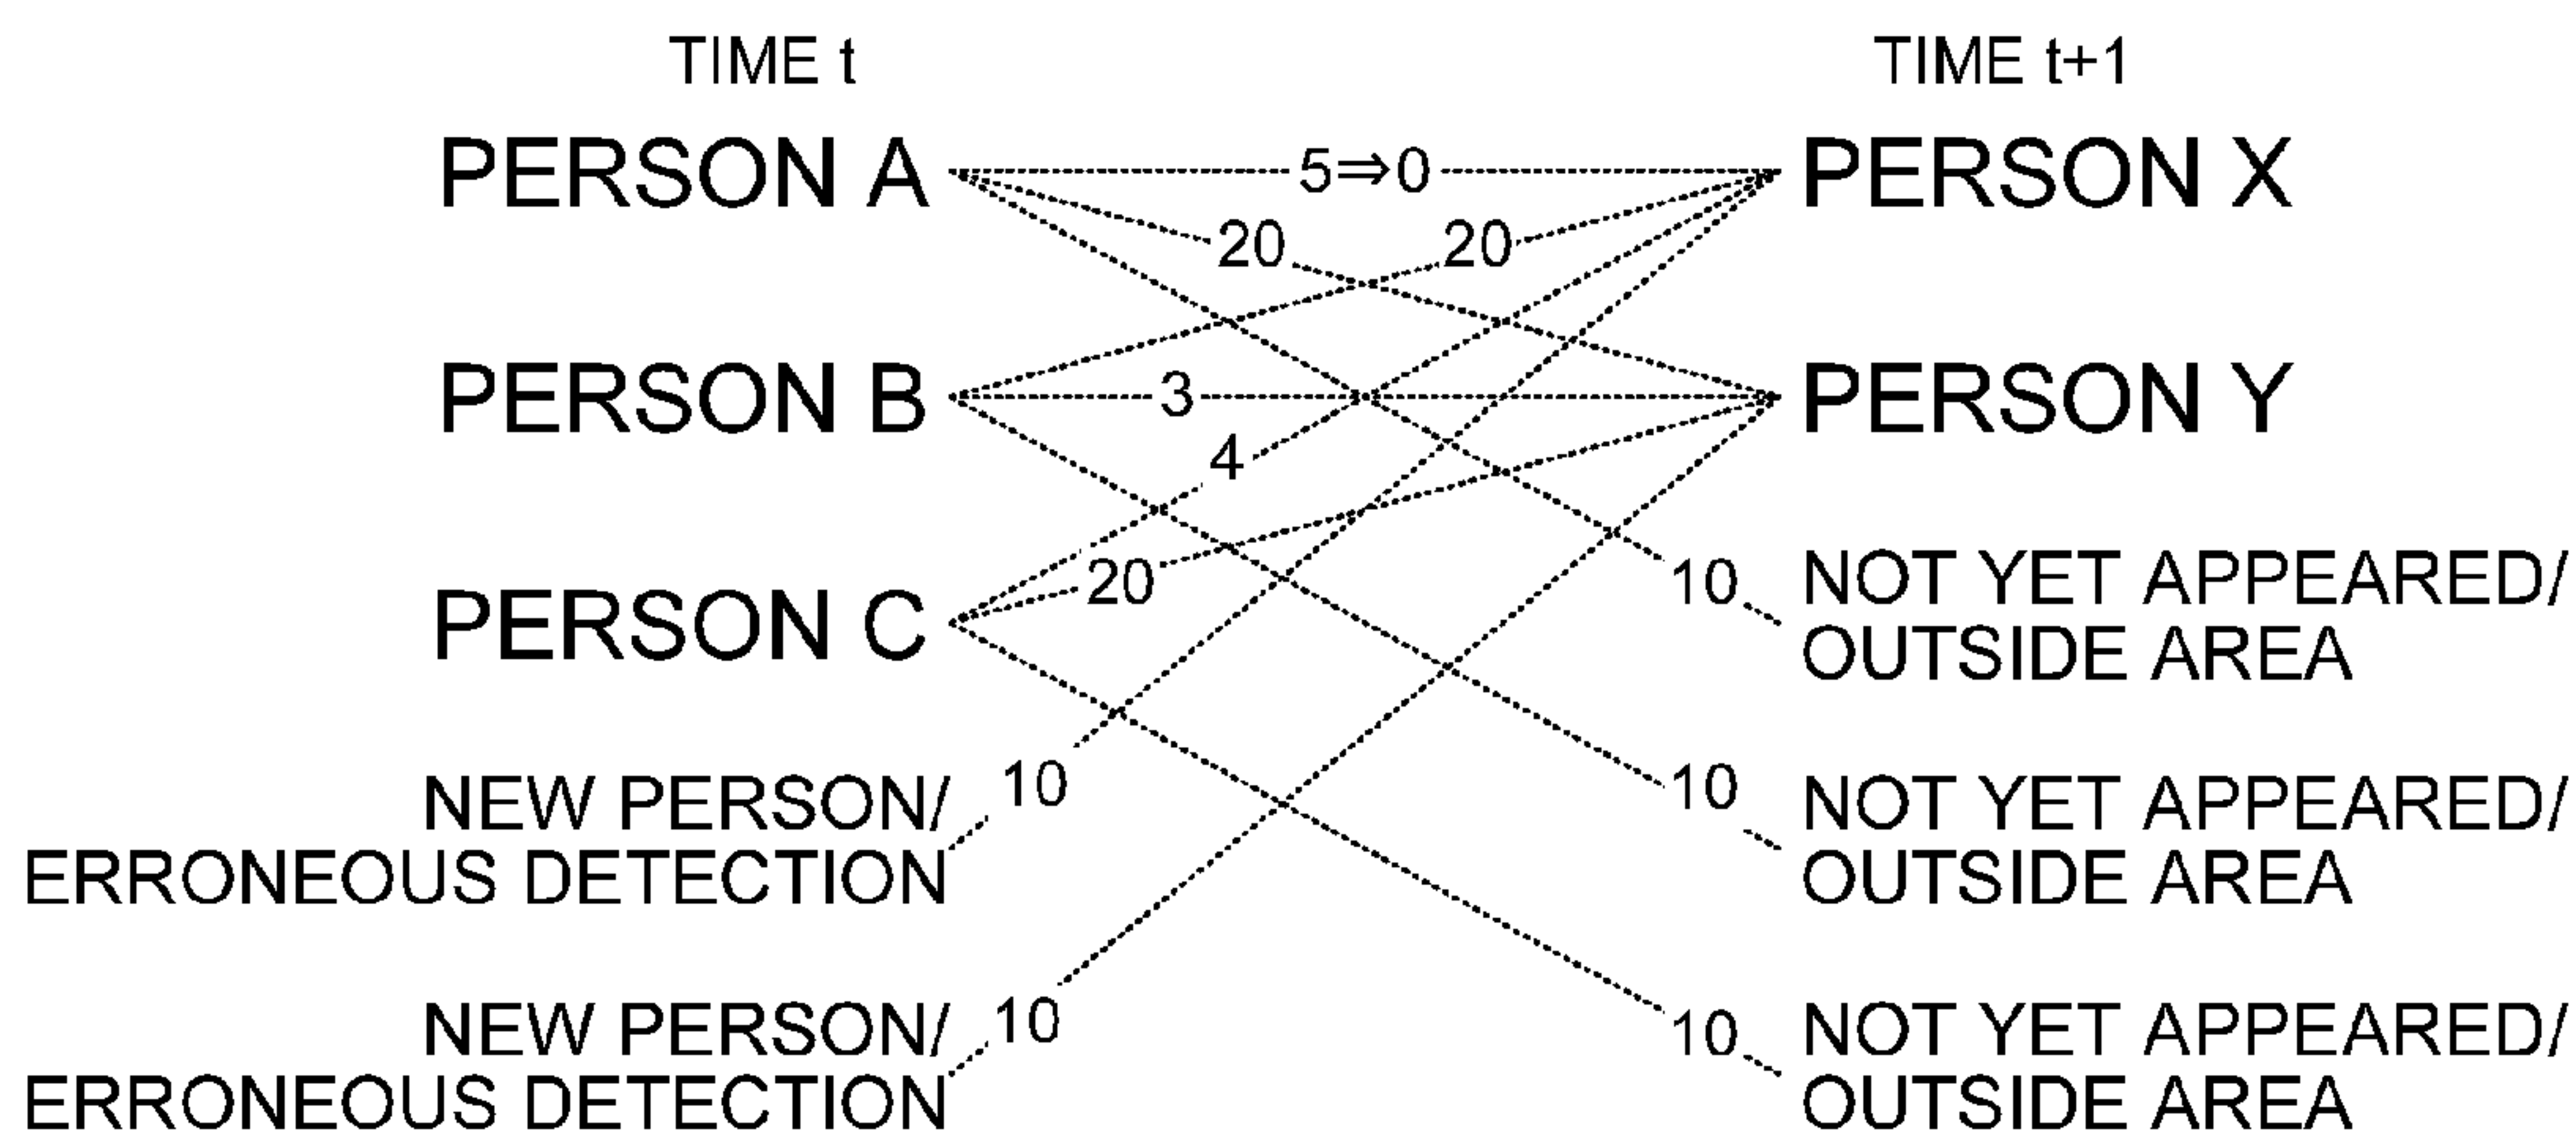 TIME t
TIME t+1
PERSON A
5⇒0
PERSON X
20
20
PERSON B
3
PERSON Y
4
PERSON C
20
10
NOT YET APPEARED/
OUTSIDE AREA
NEW PERSON/
ERRONEOUS DETECTION
10
10
NOT YET APPEARED/
OUTSIDE AREA
NEW PERSON/
ERRONEOUS DETECTION
10
10
NOT YET APPEARED/
OUTSIDE AREA